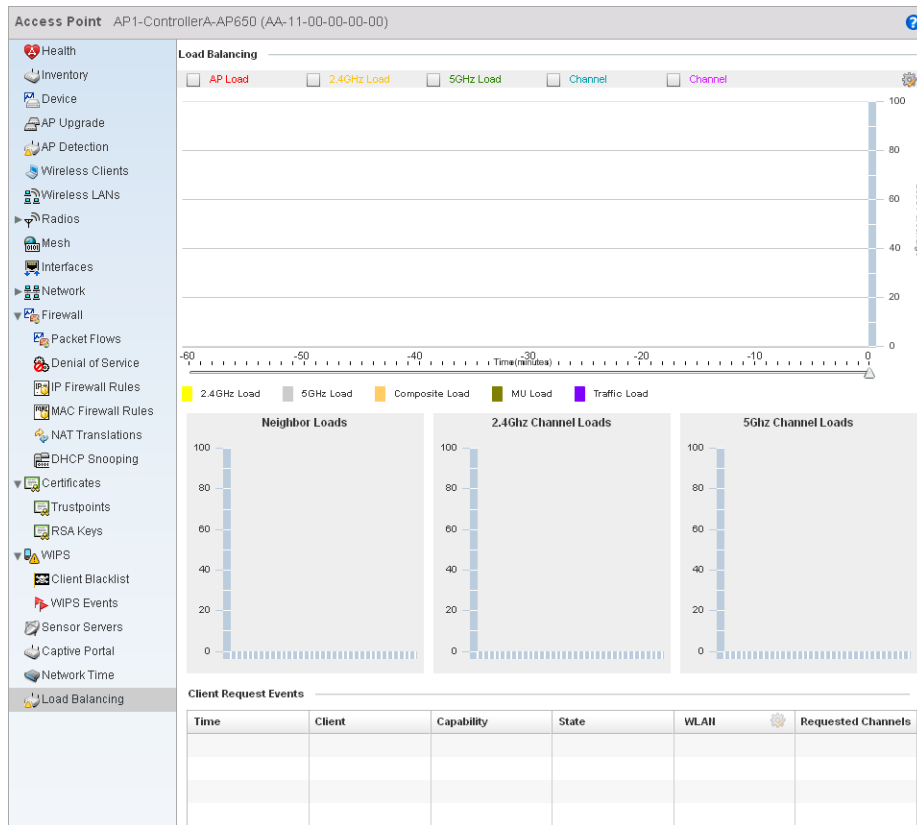 Access Point AP1-ControllerA-AP650 (AA-11-00-00-00-00)
Health
Inventory
Device
AP Upgrade
AP Detection
Wireless Clients
Wireless LANs
Radios
Mesh
Interfaces
Network
Firewall
Packet Flows
Denial of Service
IP Firewall Rules
MAC Firewall Rules
NAT Translations
DHCP Snooping
Certificates
Trustpoints
RSA Keys
WIPS
Client Blacklist
WIPS Events
Sensor Servers
Captive Portal
Network Time
Load Balancing
Load Balancing
AP Load 2.4GHz Load 5GHz Load Channel Channel
100
80
60
40
20
0
-60 -50 -40 -30 -20 -10 0
Time(minutes)
2.4GHz Load 5GHz Load Composite Load MU Load Traffic Load
Neighbor Loads
100
80
60
40
20
0
2.4Ghz Channel Loads
100
80
60
40
20
0
5Ghz Channel Loads
100
80
60
40
20
0
Client Request Events
Time Client Capability State WLAN Requested Channels